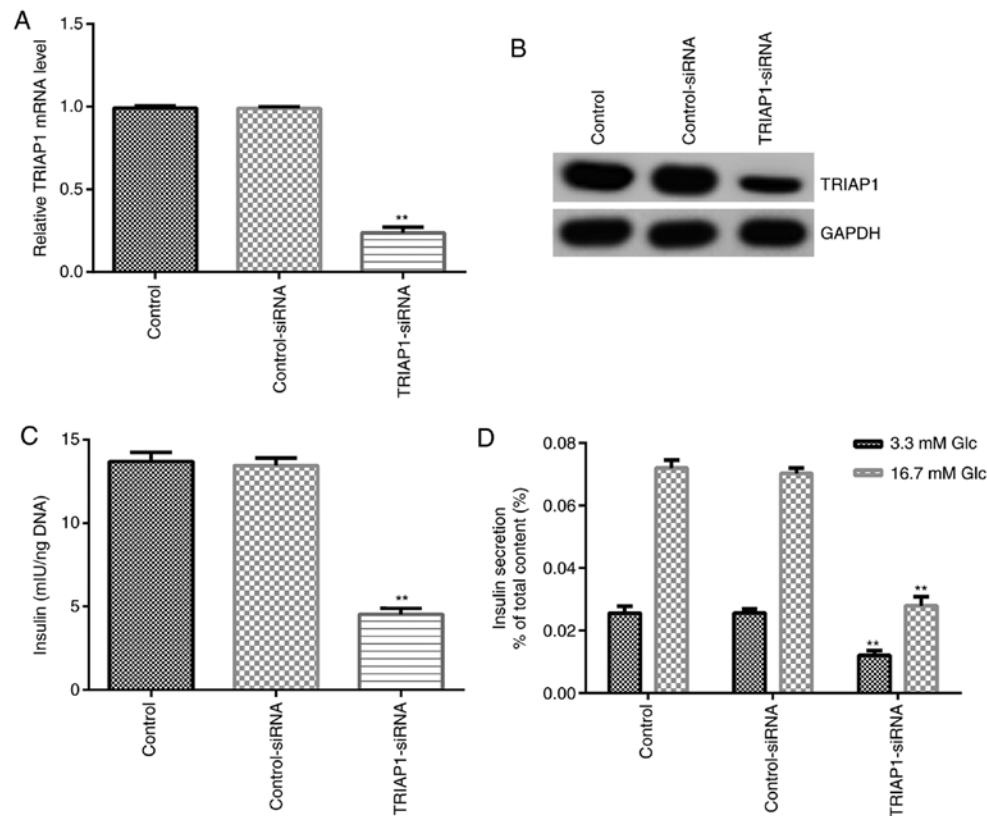 A
Relative TRIAP1 mRNA level
1.5
1.0
0.5
0.0
**
Control
Control-siRNA
TRIAP1-siRNA
B
Control
Control-siRNA
TRIAP1-siRNA
TRIAP1
GAPDH
C
Insulin (mIU/ng DNA)
15
10
5
0
**
Control
Control-siRNA
TRIAP1-siRNA
D
Insulin secretion
% of total content (%)
0.08
0.06
0.04
0.02
0.00
3.3 mM Glc
16.7 mM Glc
**
**
Control
Control-siRNA
TRIAP1-siRNA